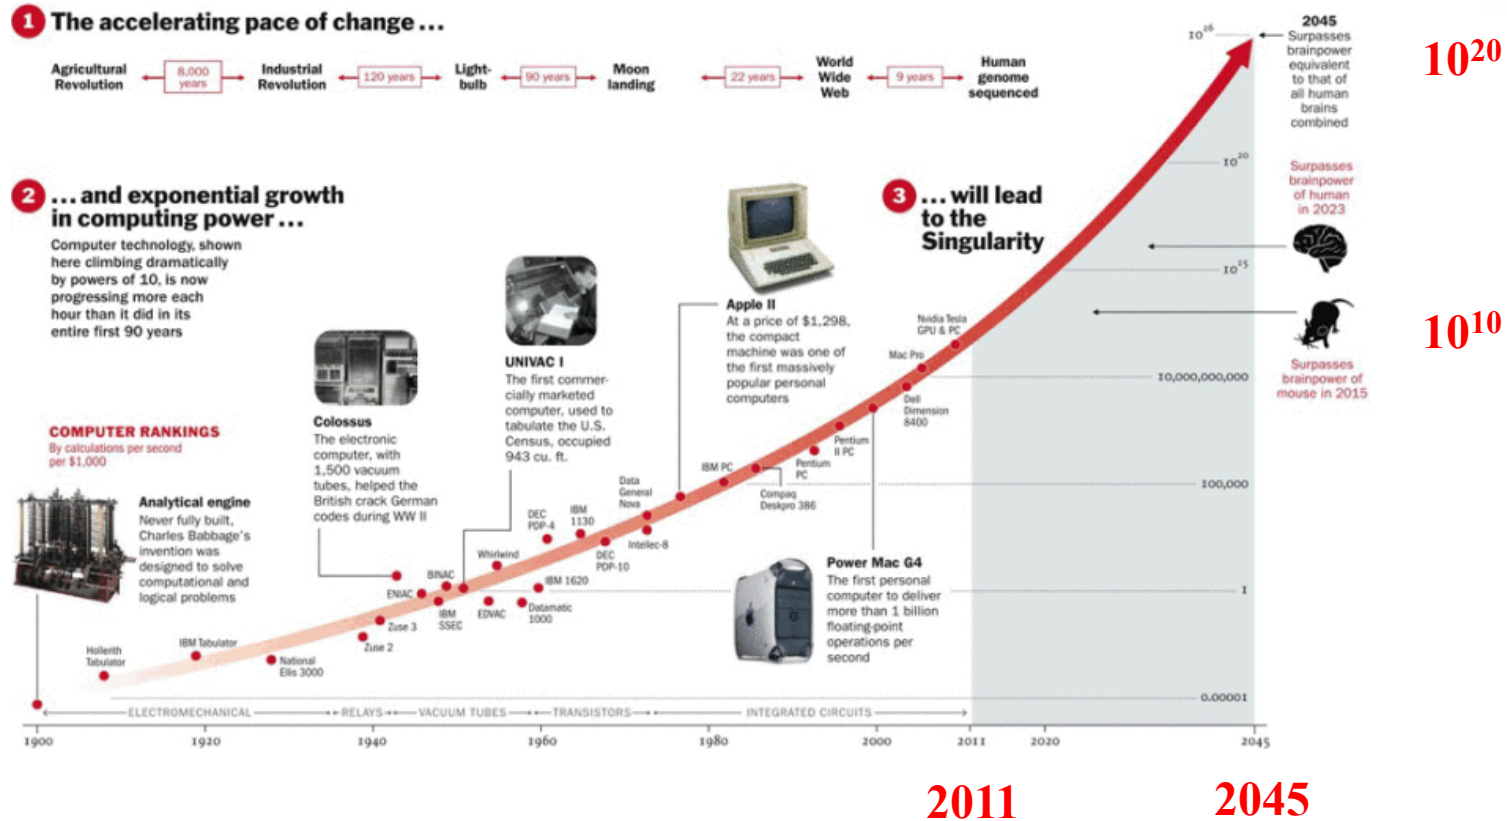 1 The accelerating pace of change ...
Agricultural
Revolution
8,000
years
Industrial
Revolution
120 years
Light-
bulb
90 years
Moon
landing
22 years
World
Wide
Web
9 years
Human
genome
sequenced
2 ... and exponential growth
in computing power ...
Computer technology, shown
here climbing dramatically
by powers of 10, is now
progressing more each
hour than it did in its
entire first 90 years
COMPUTER RANKINGS
By calculations per second
per $1,000
Analytical engine
Never fully built,
Charles Babbage's
invention was
designed to solve
computational and
logical problems
Colossus
The electronic
computer, with
1,500 vacuum
tubes, helped the
British crack German
codes during WW II
UNIVAC I
The first commer-
cially marketed
computer, used to
tabulate the U.S.
Census, occupied
943 cu. ft.
Apple II
At a price of $1,298,
the compact
machine was one of
the first massively
popular personal
computers
Power Mac G4
The first personal
computer to deliver
more than 1 billion
floating-point
operations per
second
3 ... will lead
to the
Singularity
Hollerith
Tabulator
IBM Tabulator
National
Ellis 3000
Zuse 2
Zuse 3
ENIAC
BINAC
IBM
SSEC
Whirlwind
EDVAC
Datamatic
1000
IBM 1620
DEC
PDP-4
IBM
1130
DEC
PDP-10
Data
General
Nova
Intellec-8
IBM PC
Compaq
Deskpro 386
Pentium
PC
Pentium
II PC
Mac Pro
Dell
Dimension
8400
Nvidia Tesla
GPU & PC
2045
Surpasses
brainpower
equivalent
to that of
all human
brains
combined
Surpasses
brainpower
of human
in 2023
Surpasses
brainpower of
mouse in 2015
10²⁶
10²⁰
10¹⁵
10,000,000,000
100,000
1
0.00001
10²⁰
10¹⁰
ELECTROMECHANICAL
RELAYS
VACUUM TUBES
TRANSISTORS
INTEGRATED CIRCUITS
1900
1920
1940
1960
1980
2000
2011
2020
2045
2011
2045